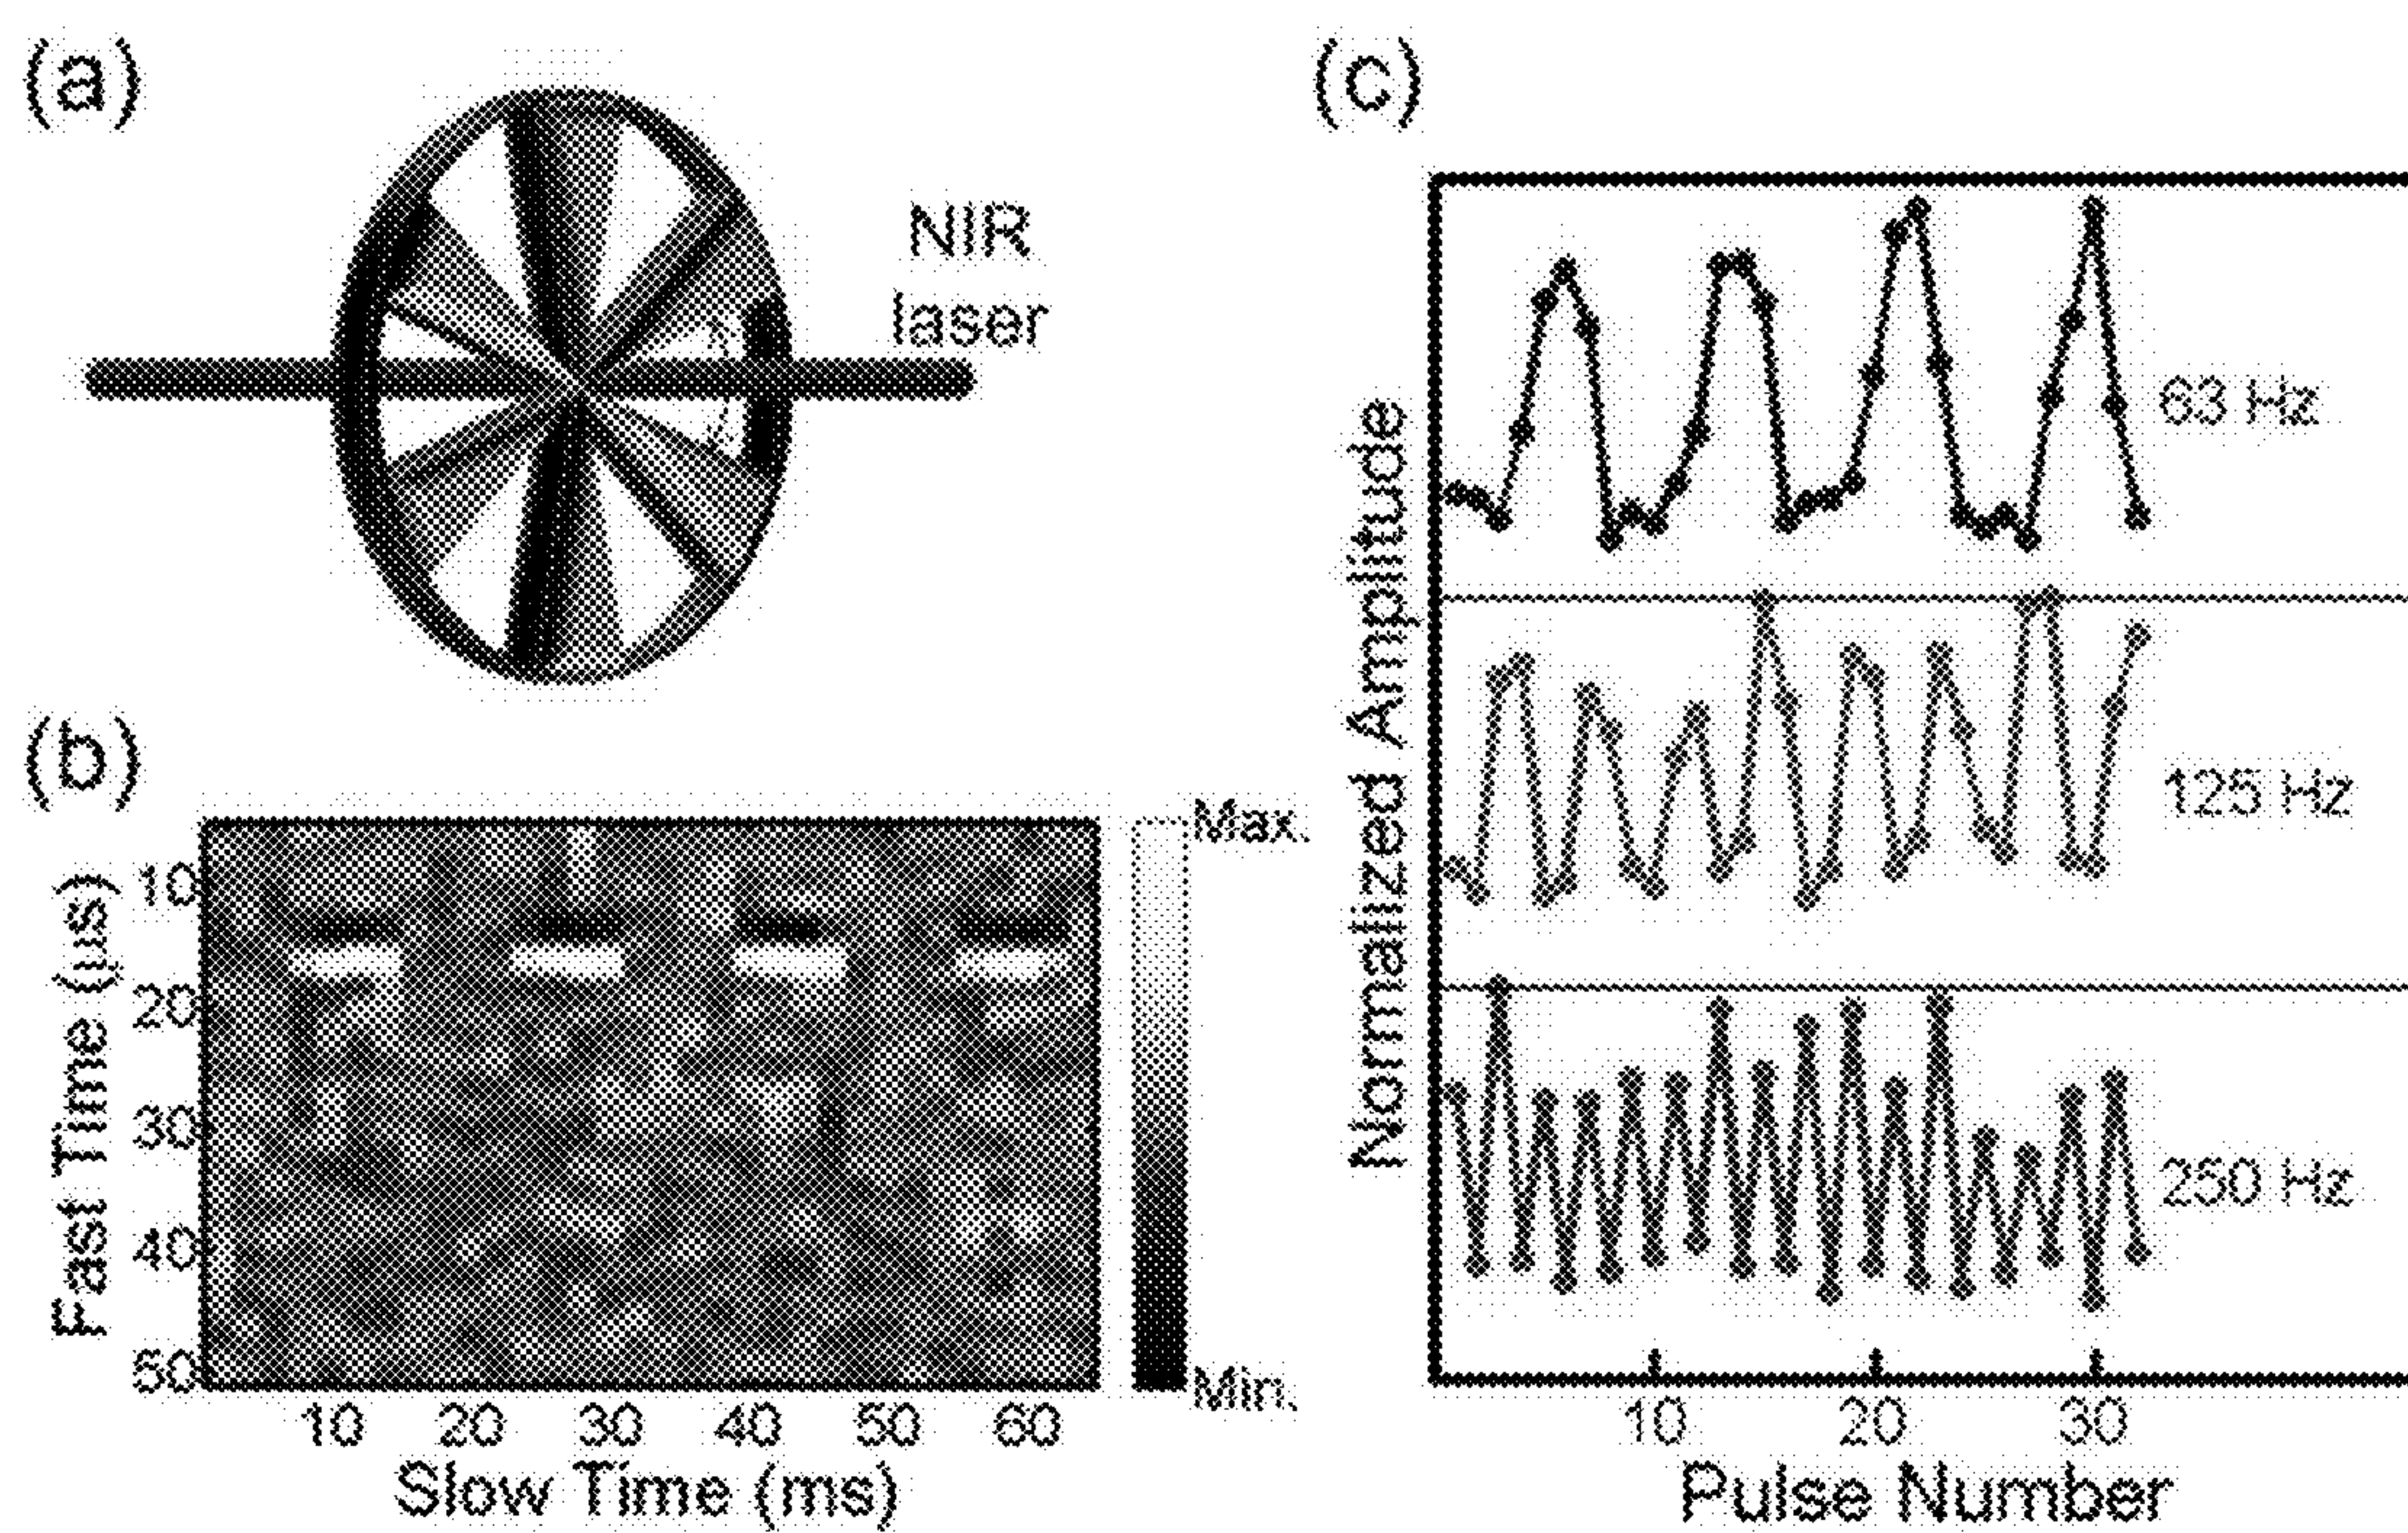 (a)
NIR
laser
(b)
Max.
Min.
Fast Time (µs)
10
20
30
40
50
10 20 30 40 50 60
Slow Time (ms)
(c)
Normalized Amplitude
63 Hz
125 Hz
250 Hz
10 20 30
Pulse Number